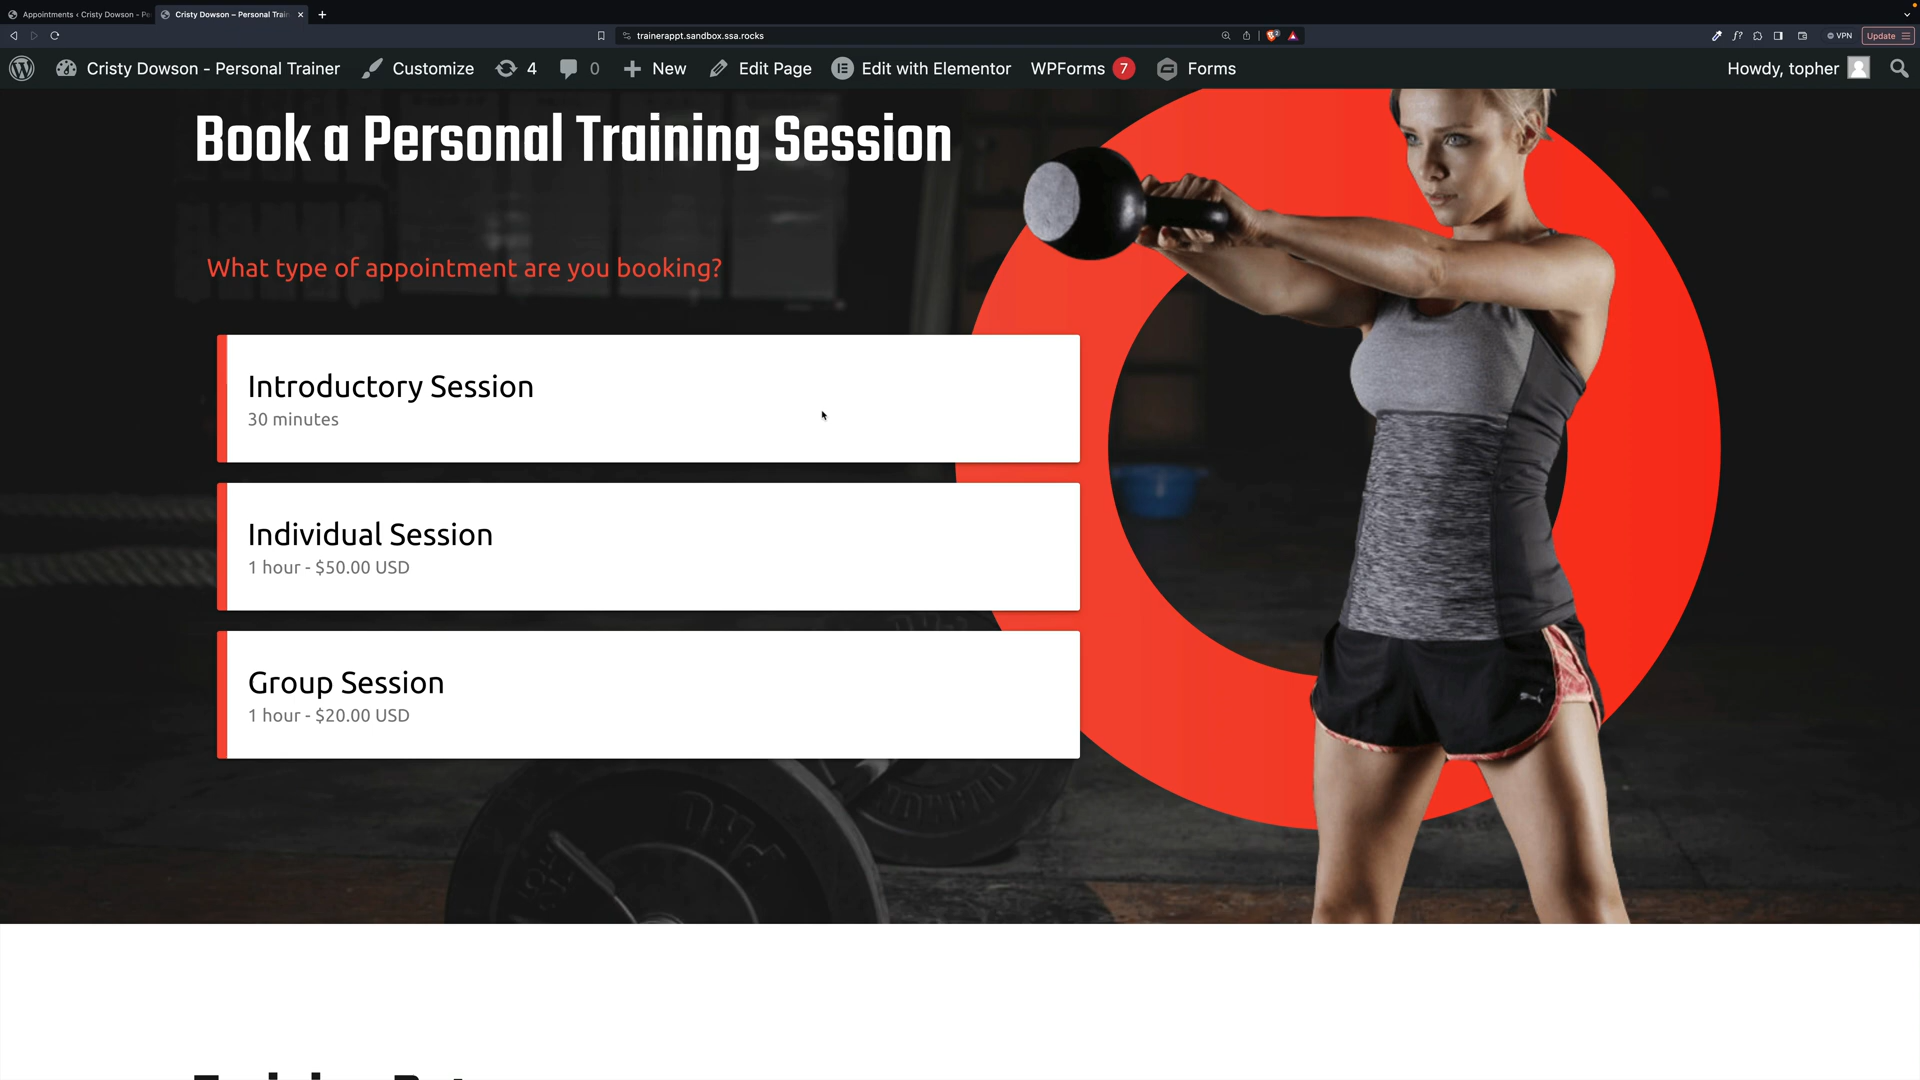 Appointments ‹ Cristy Dowson - Pe
Cristy Dowson – Personal Train
trainerappt.sandbox.ssa.rocks
VPN
Update
Cristy Dowson - Personal Trainer
Customize
4
0
New
Edit Page
Edit with Elementor
WPForms 7
Forms
Howdy, topher
Book a Personal Training Session
What type of appointment are you booking?
Introductory Session
30 minutes
Individual Session
1 hour - $50.00 USD
Group Session
1 hour - $20.00 USD